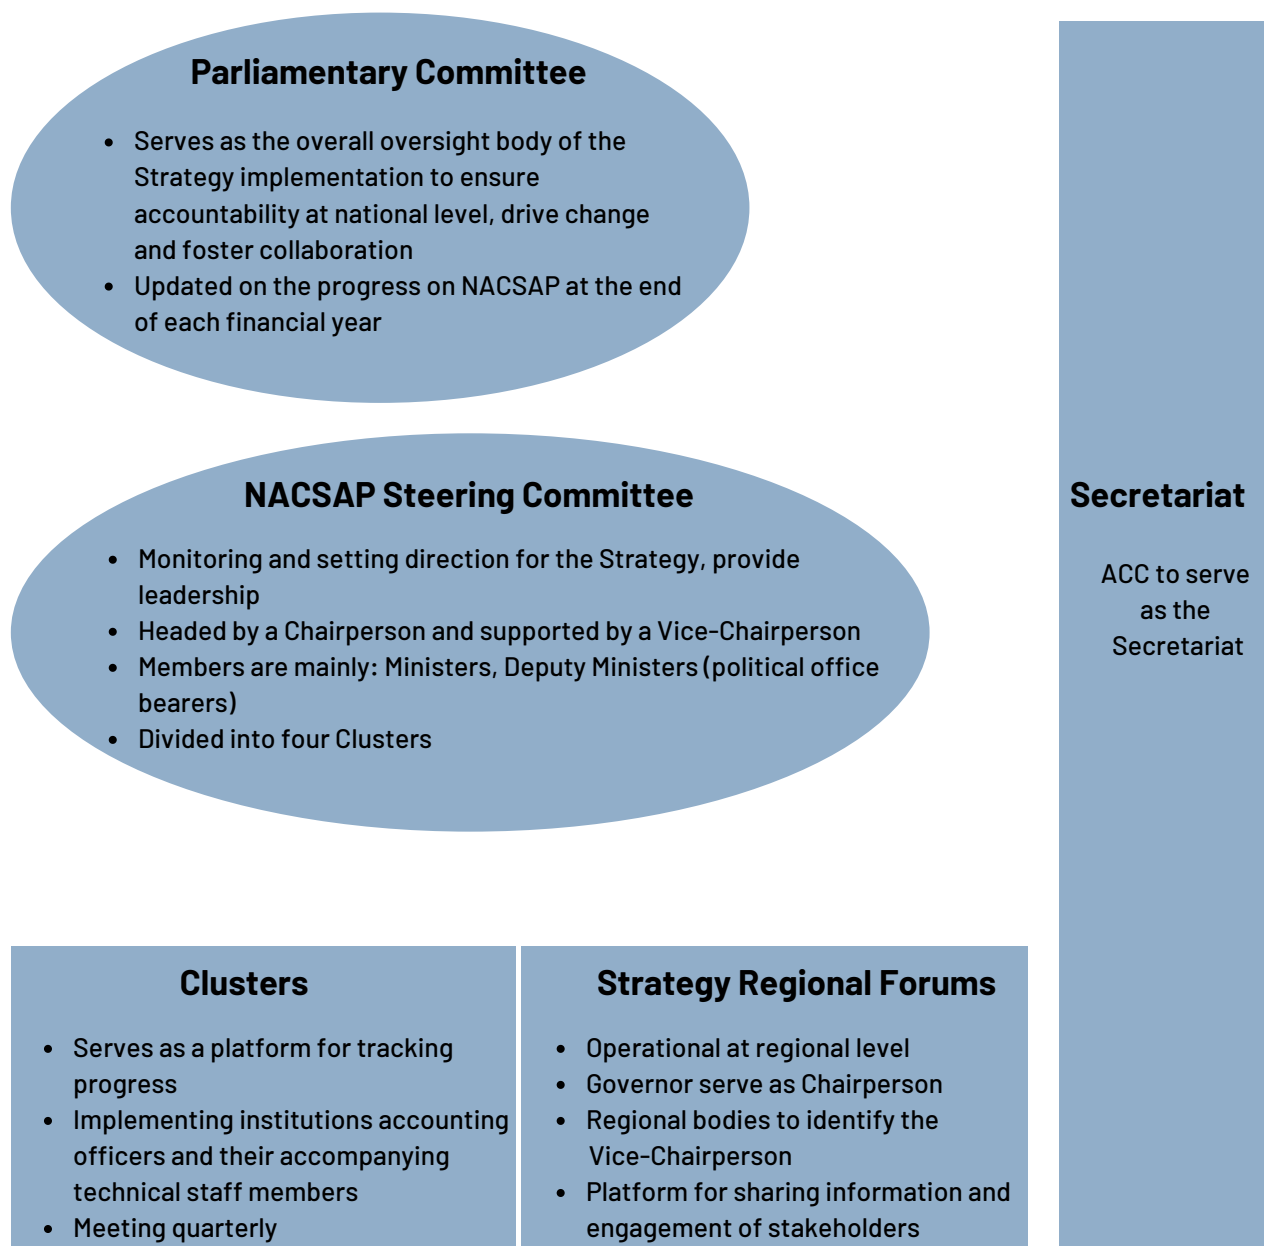 Parliamentary Committee
• Serves as the overall oversight body of the
Strategy implementation to ensure
accountability at national level, drive change
and foster collaboration
• Updated on the progress on NACSAP at the end
of each financial year
NACSAP Steering Committee
• Monitoring and setting direction for the Strategy, provide
leadership
• Headed by a Chairperson and supported by a Vice-Chairperson
• Members are mainly: Ministers, Deputy Ministers (political office
bearers)
• Divided into four Clusters
Secretariat
ACC to serve
as the
Secretariat
Clusters
• Serves as a platform for tracking
progress
• Implementing institutions accounting
officers and their accompanying
technical staff members
• Meeting quarterly
Strategy Regional Forums
• Operational at regional level
• Governor serve as Chairperson
• Regional bodies to identify the
Vice-Chairperson
• Platform for sharing information and
engagement of stakeholders